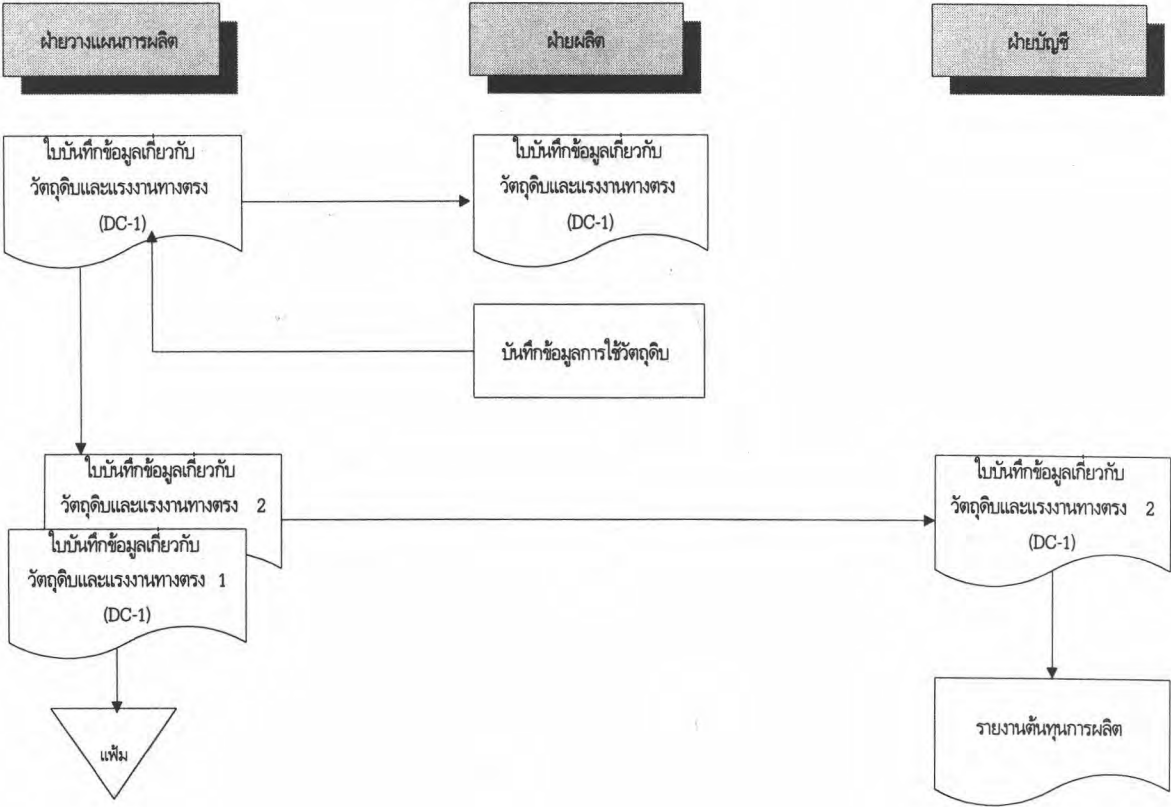 ฝ่ายวางแผนการผลิต
ฝ่ายผลิต
ฝ่ายบัญชี
ใบบันทึกข้อมูลเกี่ยวกับ
วัตถุดิบและแรงงานทางตรง
(DC-1)
ใบบันทึกข้อมูลเกี่ยวกับ
วัตถุดิบและแรงงานทางตรง
(DC-1)
บันทึกข้อมูลการใช้วัตถุดิบ
ใบบันทึกข้อมูลเกี่ยวกับ
วัตถุดิบและแรงงานทางตรง 2
ใบบันทึกข้อมูลเกี่ยวกับ
วัตถุดิบและแรงงานทางตรง 1
(DC-1)
ใบบันทึกข้อมูลเกี่ยวกับ
วัตถุดิบและแรงงานทางตรง 2
(DC-1)
แฟ้ม
รายงานต้นทุนการผลิต